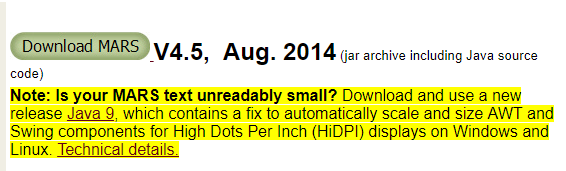 Download MARS V4.5, Aug. 2014 (jar archive including Java source
code)
Note: Is your MARS text unreadably small? Download and use a new
release Java 9, which contains a fix to automatically scale and size AWT and
Swing components for High Dots Per Inch (HiDPI) displays on Windows and
Linux. Technical details.